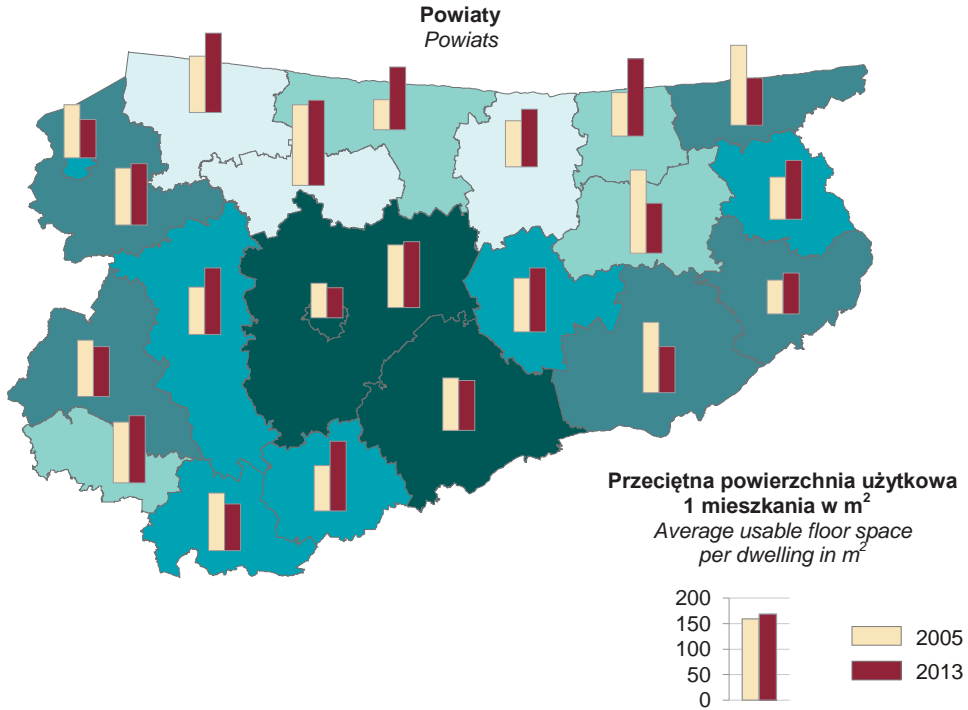 Powiaty
Powiats
Przeciętna powierzchnia użytkowa
1 mieszkania w m²
Average usable floor space
per dwelling in m²
200
150
100
50
0
2005
2013